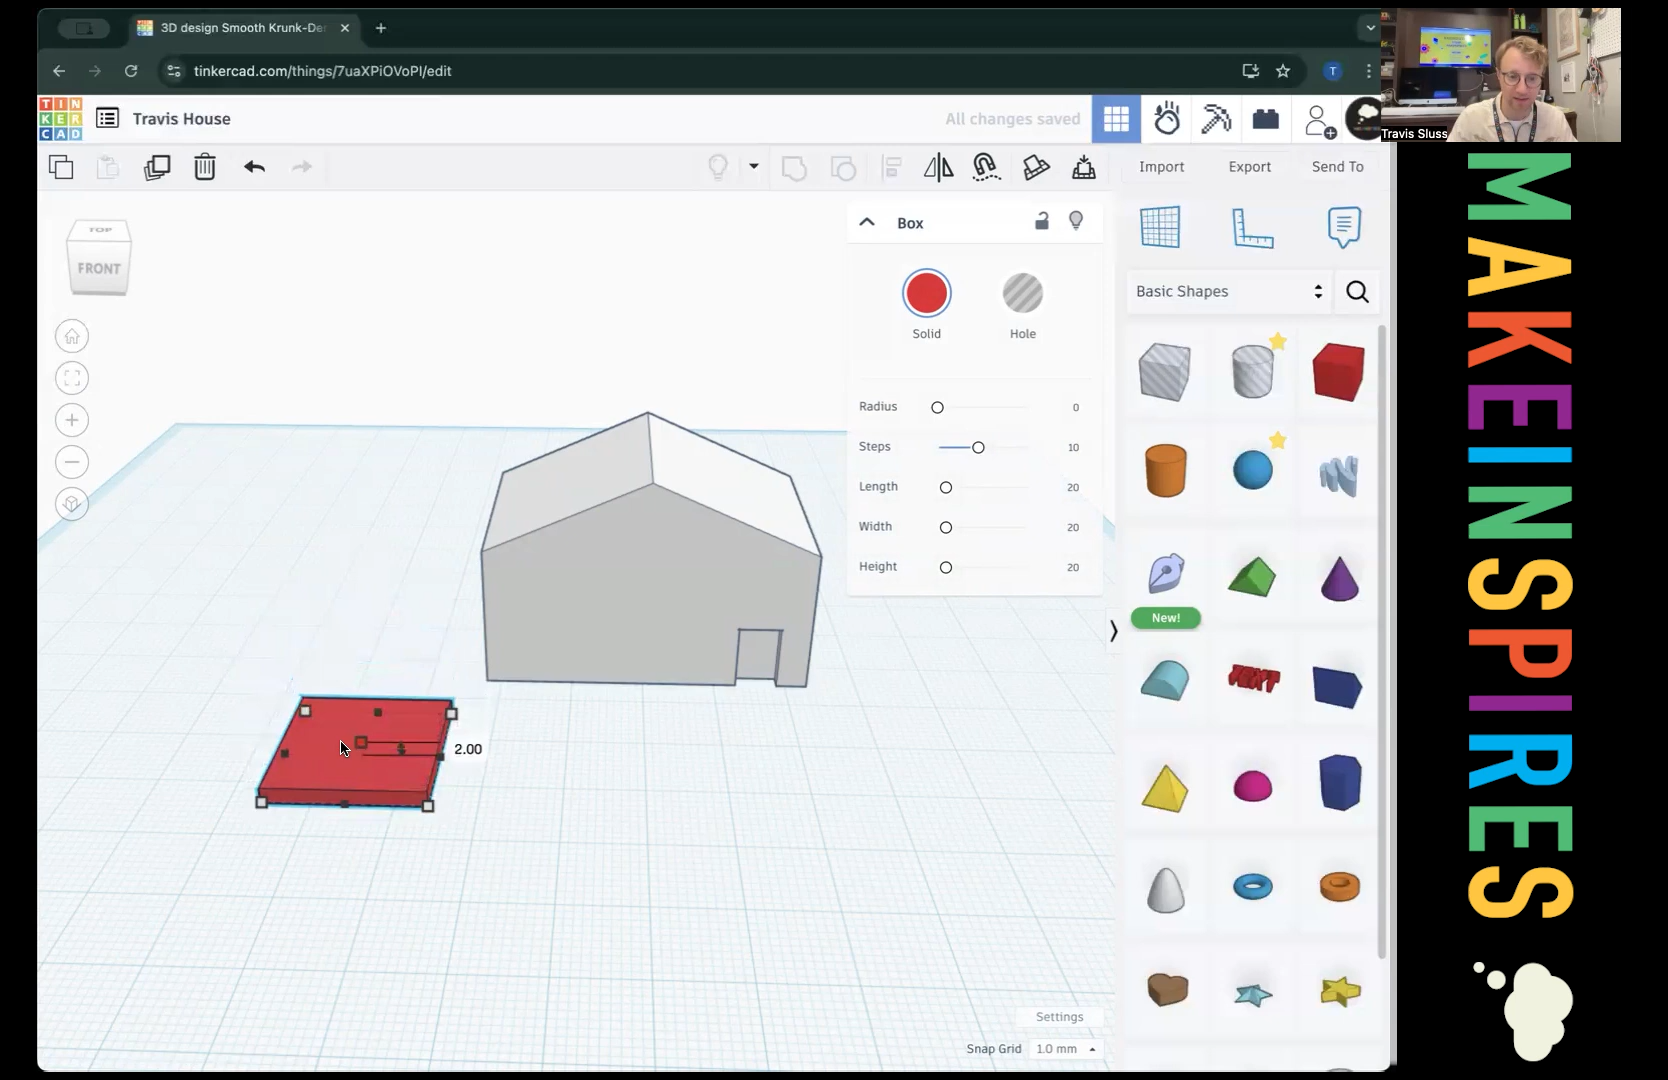 3D design Smooth Krunk-De
tinkercad.com/things/7uaXPiOVoPI/edit
T
TIN
KER
CAD
Travis House
All changes saved
Travis Sluss
Import
Export
Send To
TOP
FRONT
Box
Solid
Hole
Radius
0
Steps
10
Length
20
Width
20
Height
20
Basic Shapes
New!
TEXT
2.00
Settings
Snap Grid
1.0 mm
MAKEINSPIRES